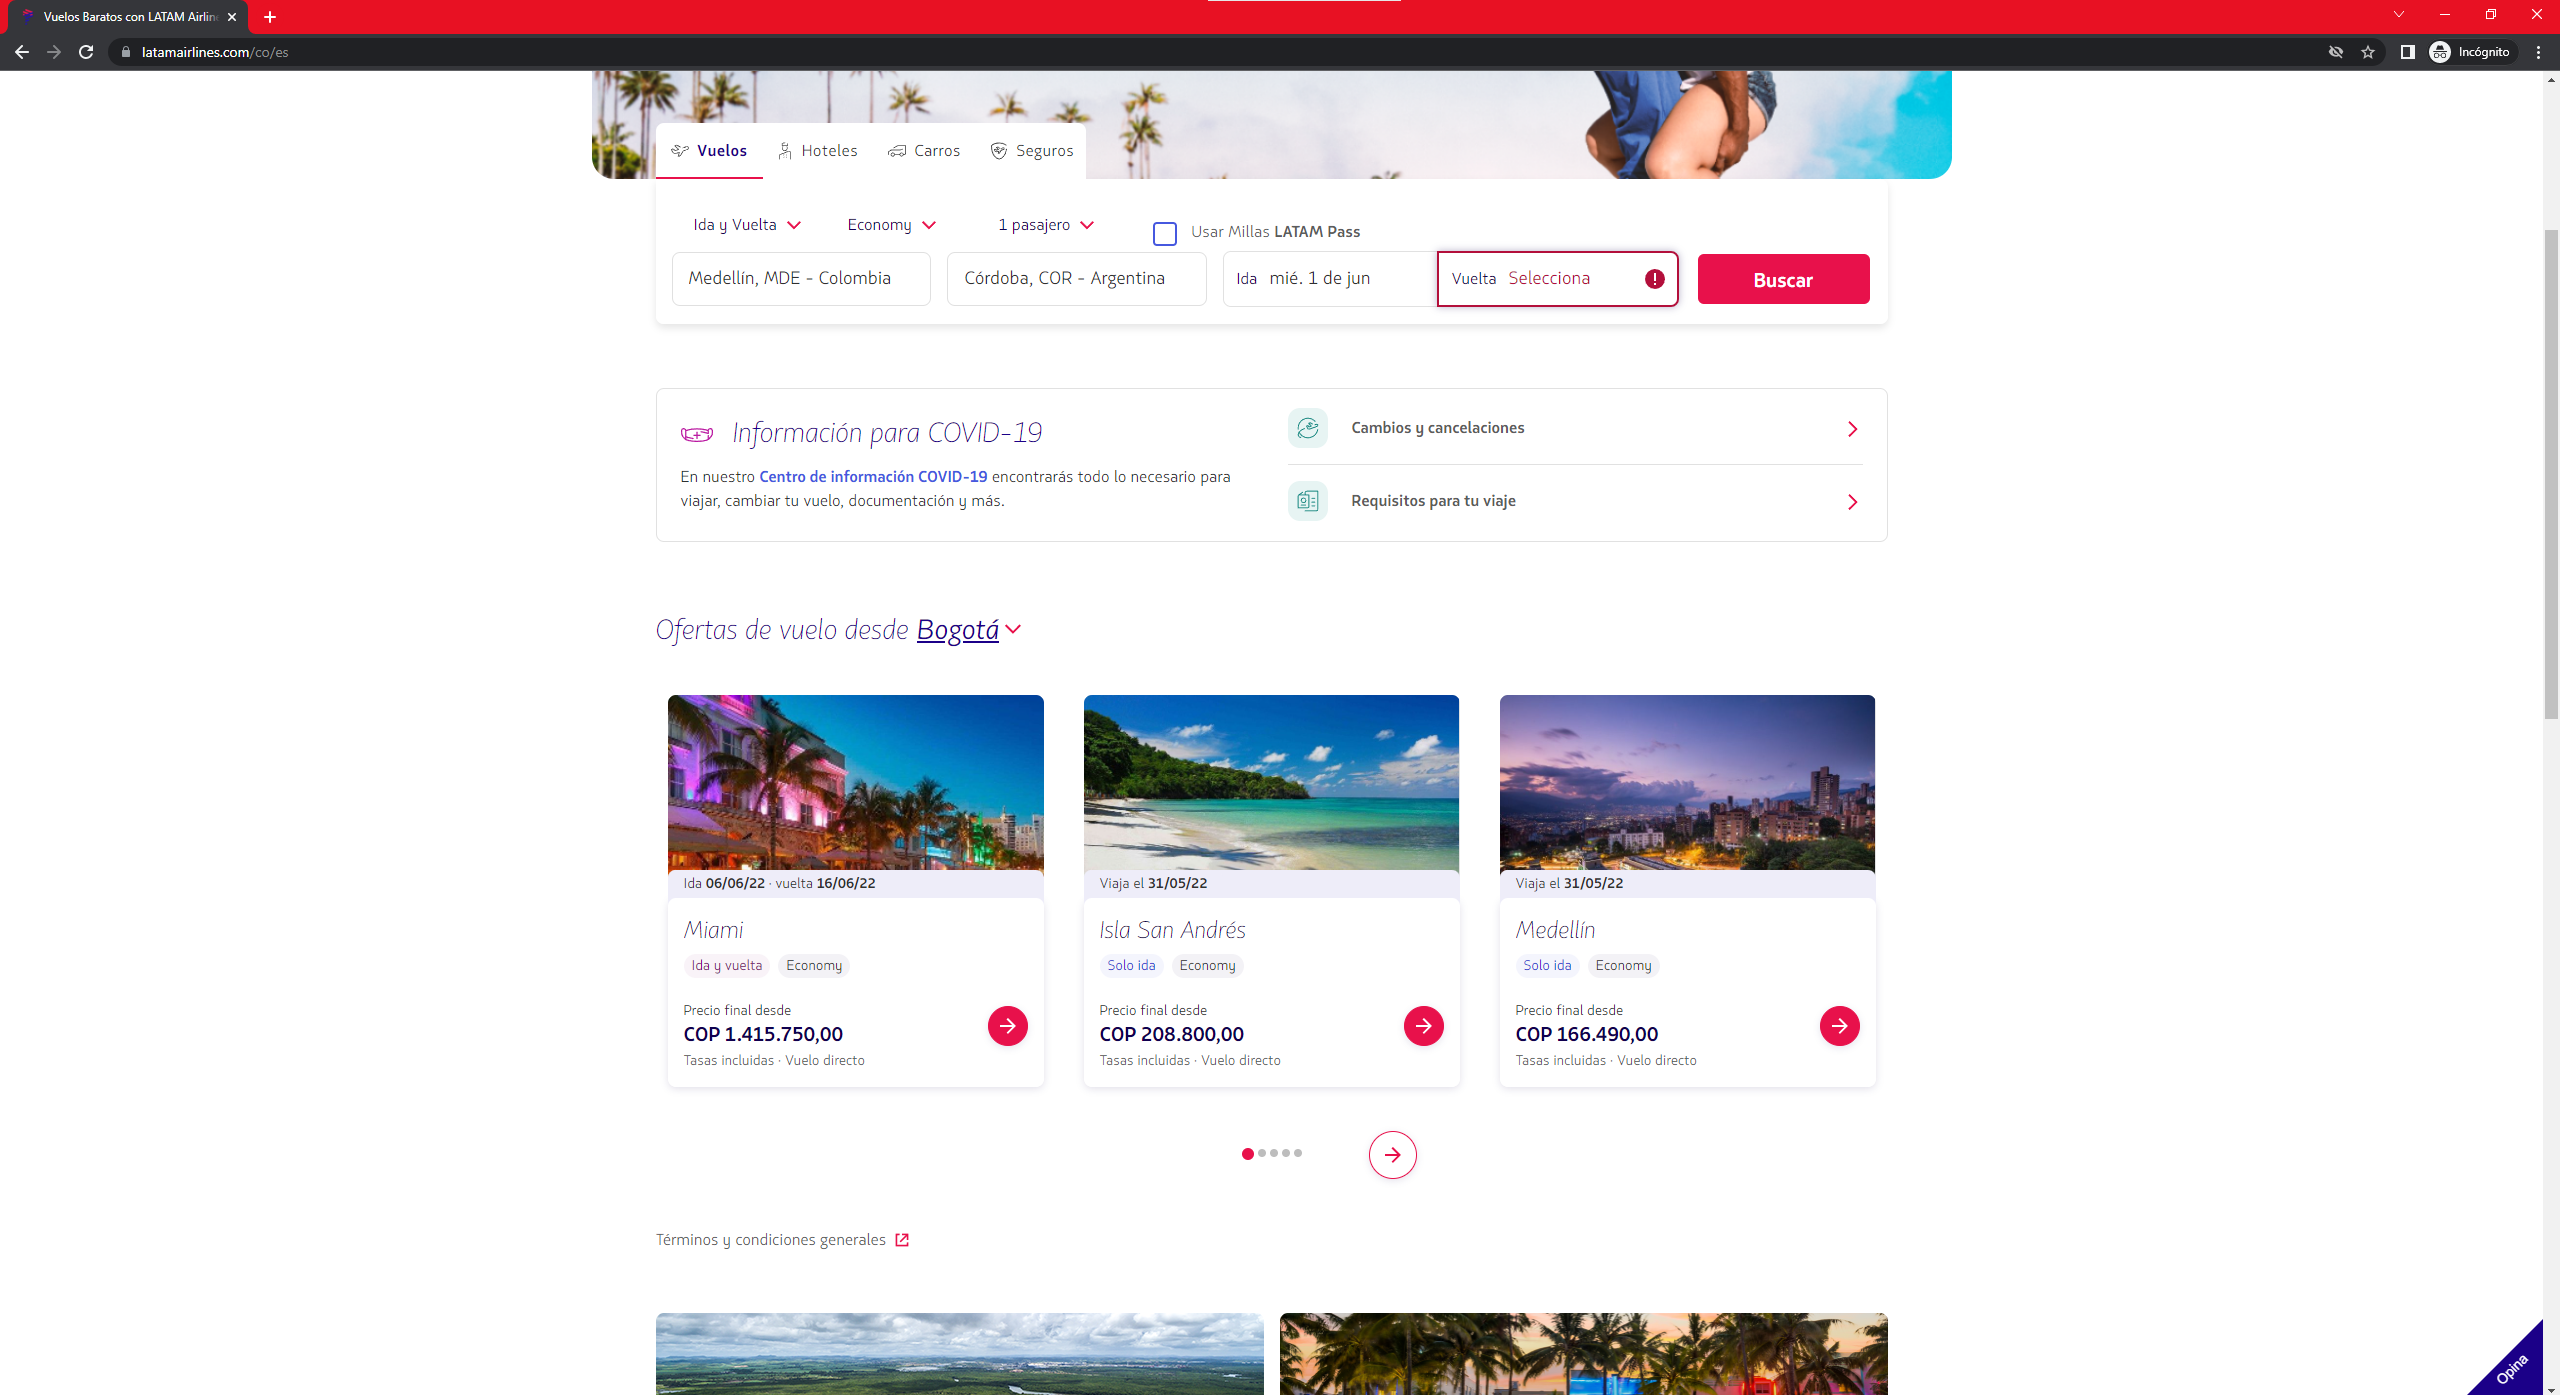 Vuelos Baratos con LATAM Airlin
latamairlines.com/co/es
Incógnito
Vuelos
Hoteles
Carros
Seguros
Ida y Vuelta
Economy
1 pasajero
Usar Millas LATAM Pass
Medellín, MDE - Colombia
Córdoba, COR - Argentina
Ida mié. 1 de jun
Vuelta Selecciona
Buscar
Información para COVID-19
En nuestro Centro de información COVID-19 encontrarás todo lo necesario para
viajar, cambiar tu vuelo, documentación y más.
Cambios y cancelaciones
Requisitos para tu viaje
Ofertas de vuelo desde Bogotá
Ida 06/06/22 · vuelta 16/06/22
Miami
Ida y vuelta
Economy
Precio final desde
COP 1.415.750,00
Tasas incluidas · Vuelo directo
Viaja el 31/05/22
Isla San Andrés
Solo ida
Economy
Precio final desde
COP 208.800,00
Tasas incluidas · Vuelo directo
Viaja el 31/05/22
Medellín
Solo ida
Economy
Precio final desde
COP 166.490,00
Tasas incluidas · Vuelo directo
Términos y condiciones generales
Opina